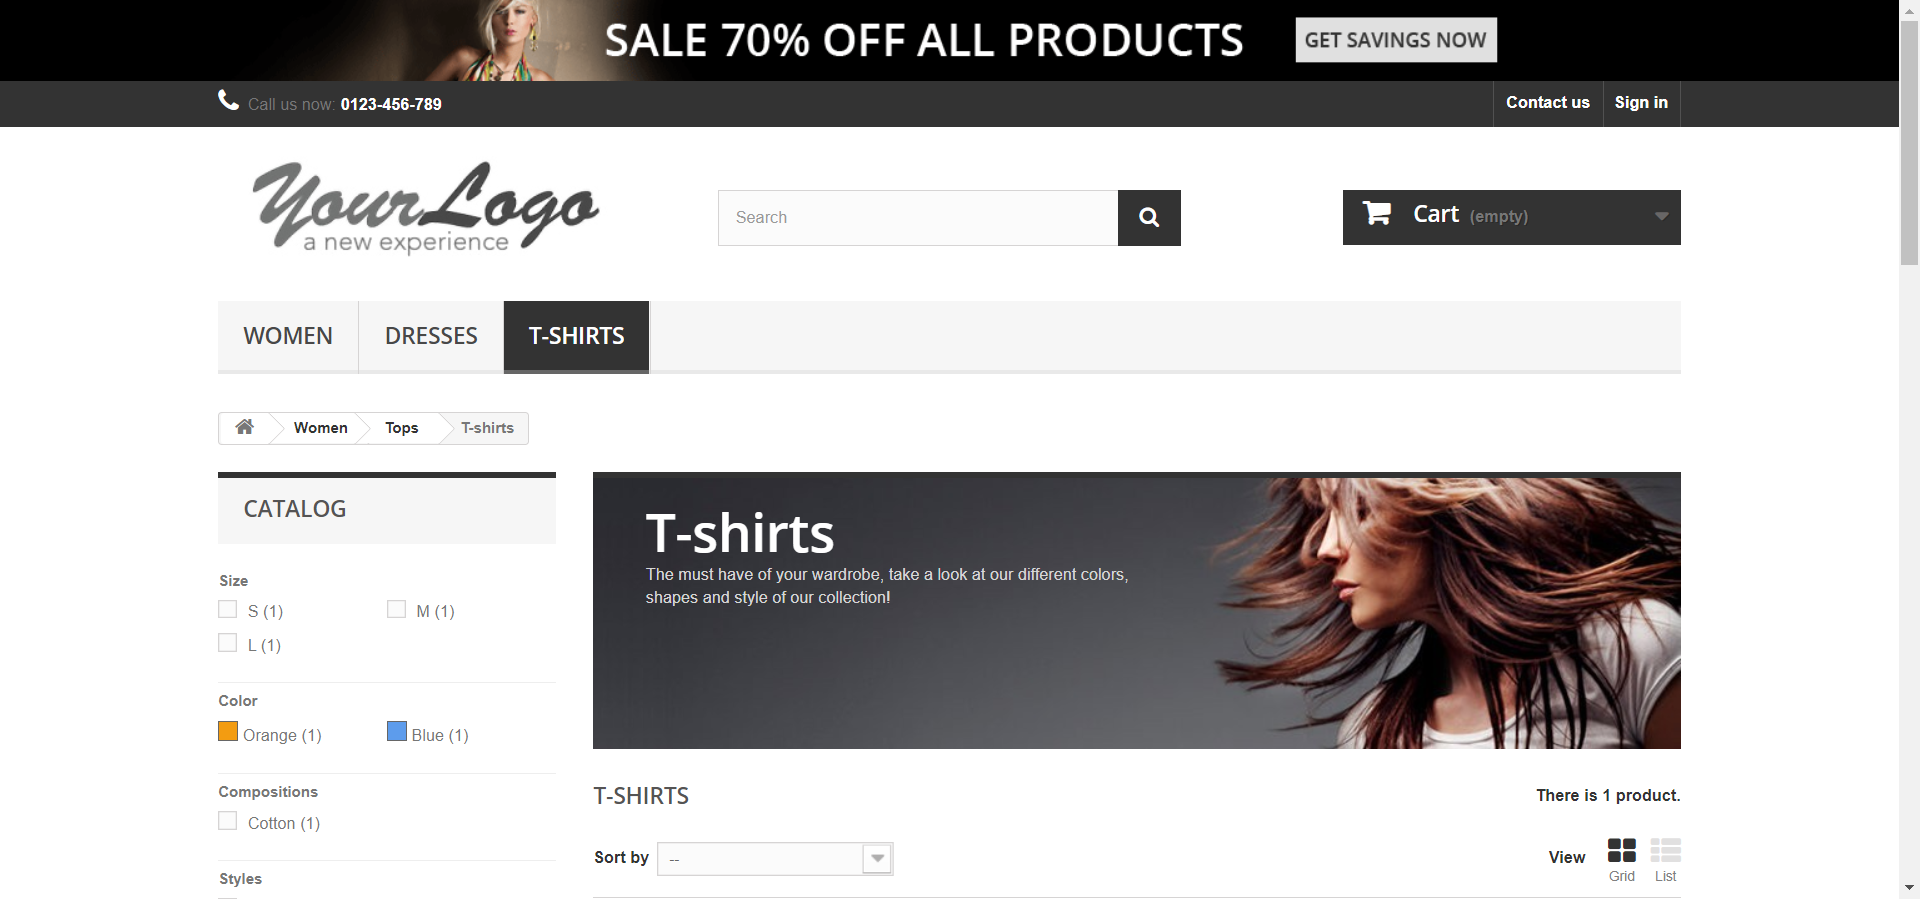 SALE 70% OFF ALL PRODUCTS
GET SAVINGS NOW
Call us now: 0123-456-789
Contact us
Sign in
Your Logo
a new experience
Search
Cart (empty)
WOMEN
DRESSES
T-SHIRTS
Women
Tops
T-shirts
CATALOG
Size
S (1)
M (1)
L (1)
Color
Orange (1)
Blue (1)
Compositions
Cotton (1)
Styles
T-shirts
The must have of your wardrobe, take a look at our different colors,
shapes and style of our collection!
T-SHIRTS
There is 1 product.
Sort by
--
View
Grid
List